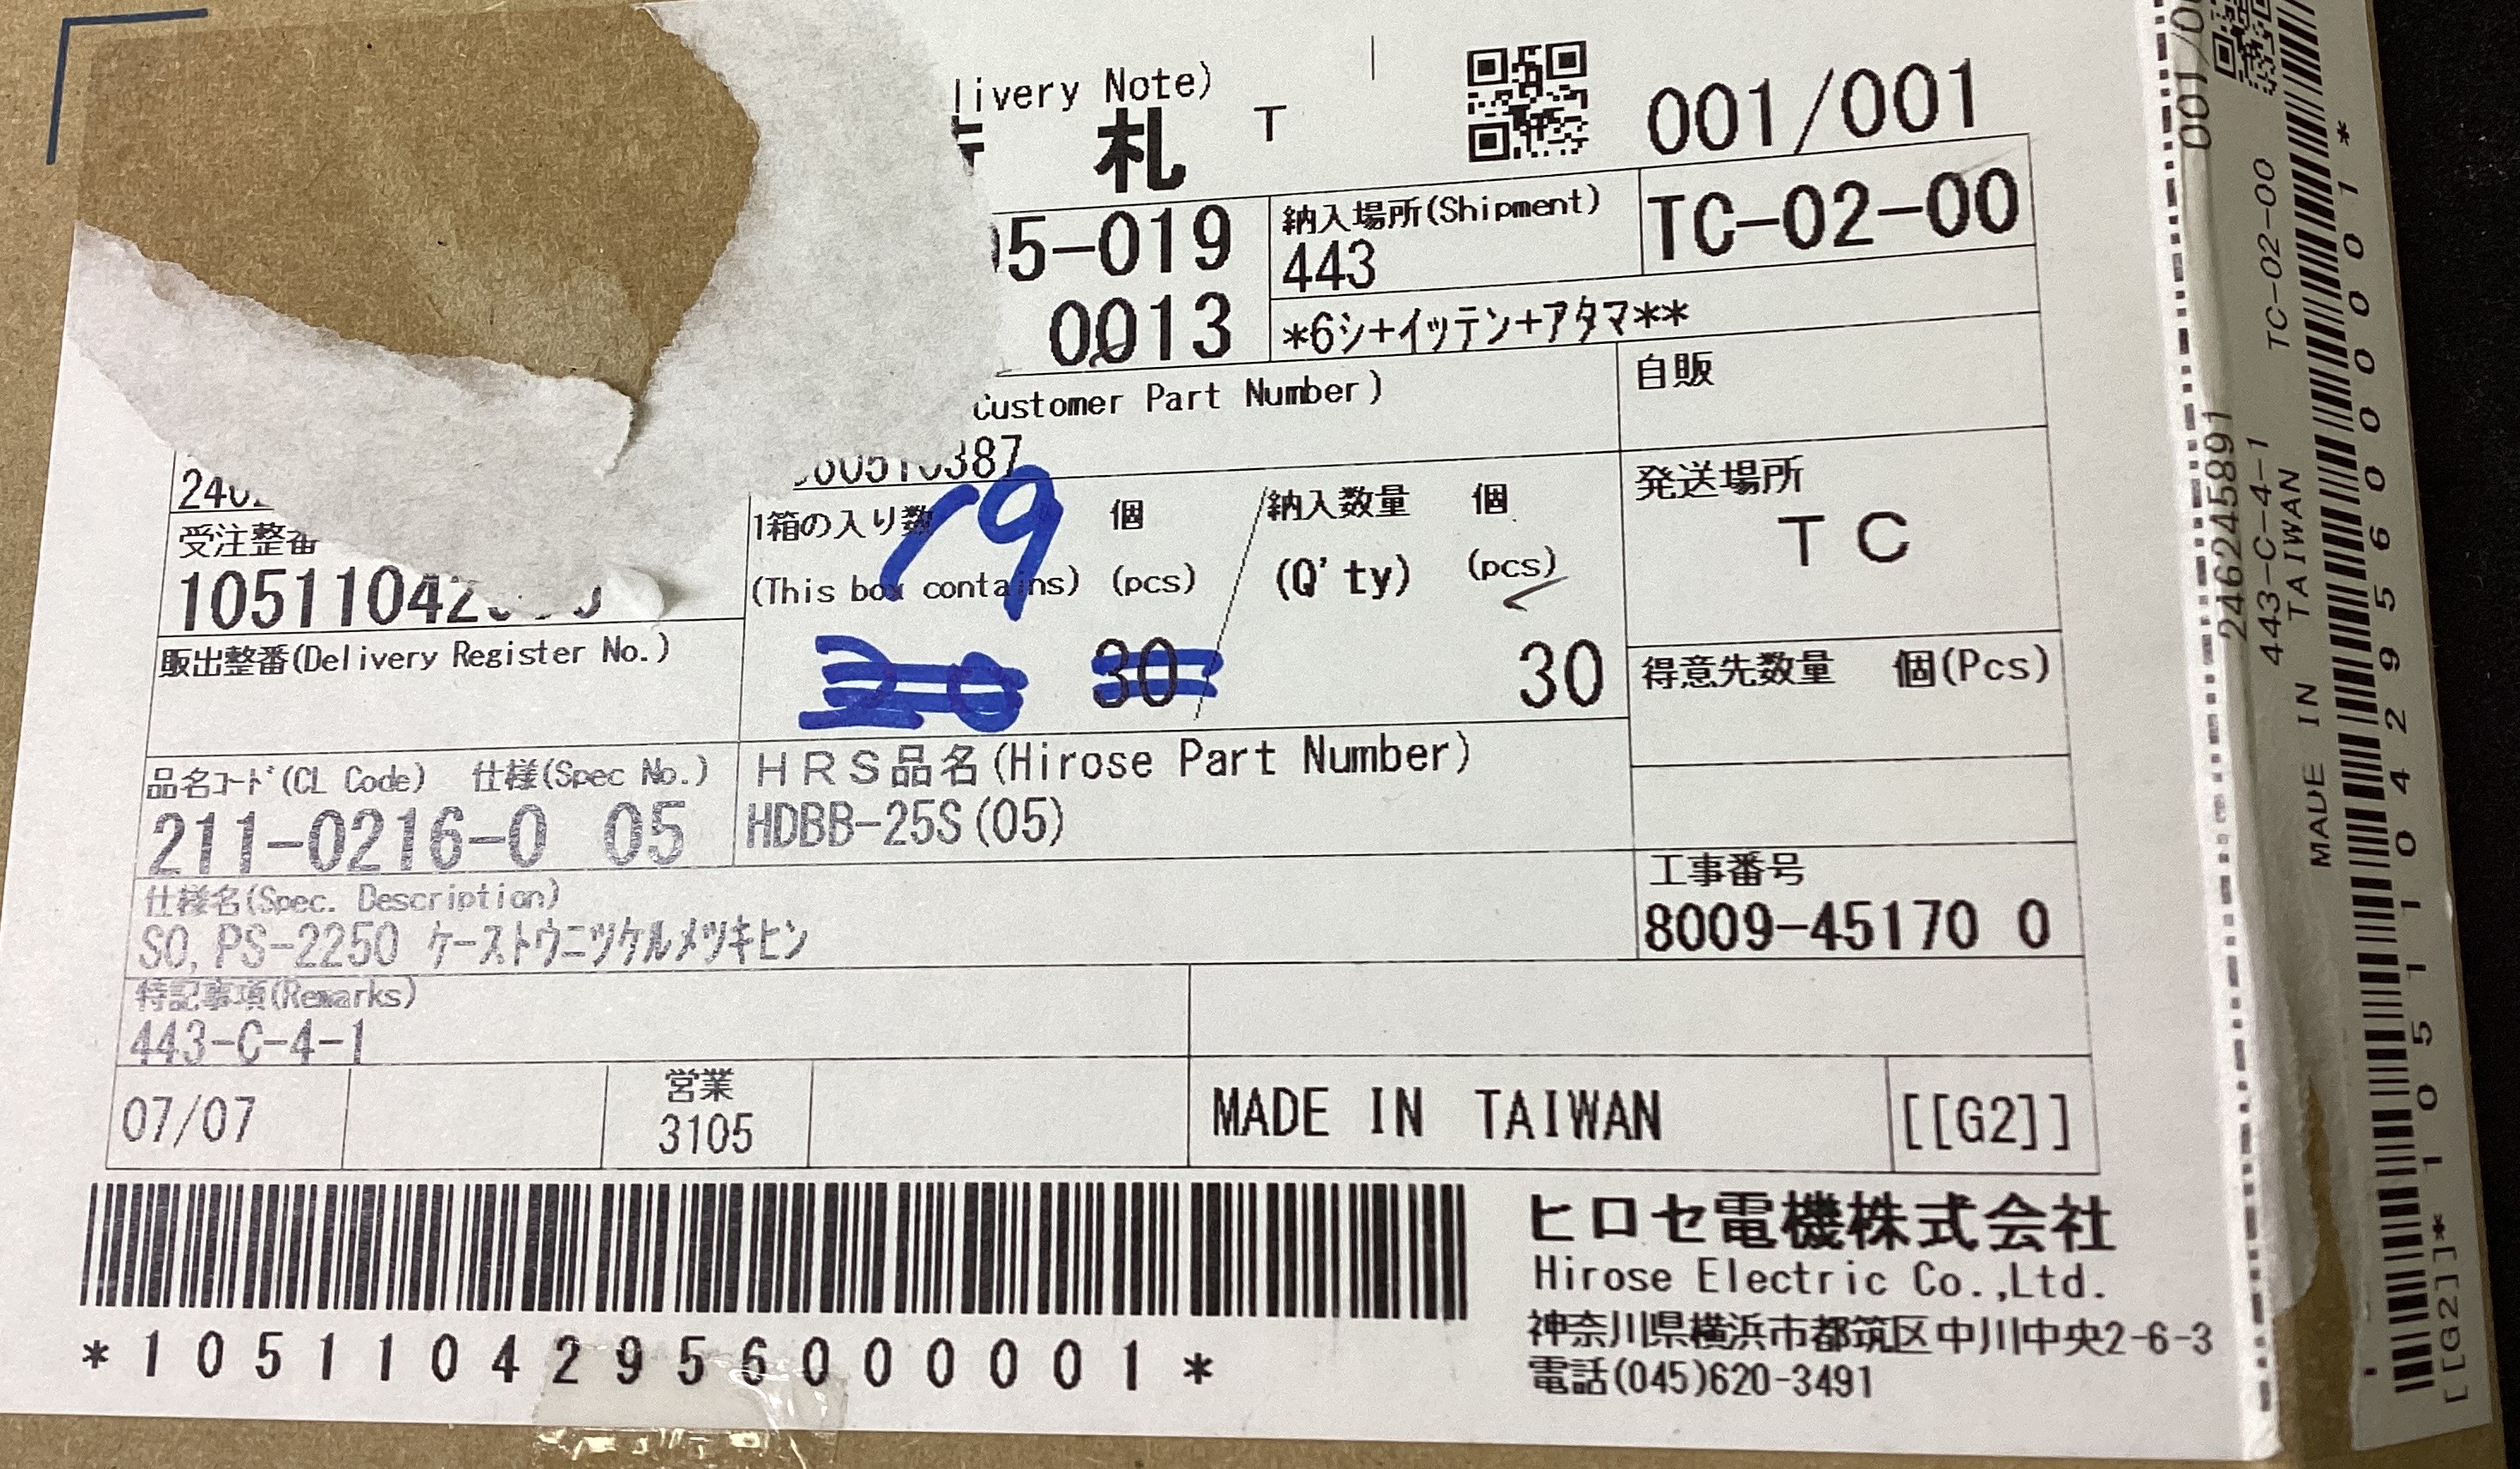 livery Note)
札 T
001/001
5-019
納入場所(Shipment)
443
TC-02-00
0013
*6シ+イッテン+アタマ**
Customer Part Number)
自販
387
受注整番
1箱の入り数 個
(This box contains) (pcs)
19
20 30
納入数量 個
(Q'ty) (pcs)
30
発送場所
TC
販出整番(Delivery Register No.)
得意先数量 個(Pcs)
品名コード(CL Code) 仕様(Spec No.)
211-0216-0 05
HRS品名(Hirose Part Number)
HDBB-25S(05)
仕様名(Spec. Description)
SO,PS-2250 ケーストウニツケルメツキヒン
工事番号
8009-45170 0
特記事項(Remarks)
443-C-4-1
07/07
営業
3105
MADE IN TAIWAN
[[G2]]
*10511042956000001*
ヒロセ電機株式会社
Hirose Electric Co.,Ltd.
神奈川県横浜市都筑区中川中央2-6-3
電話(045)620-3491
001/00
TC-02-00
246245891
443-C-4-1
MADE IN TAIWAN
*10511042956000001*
[[G2]]*